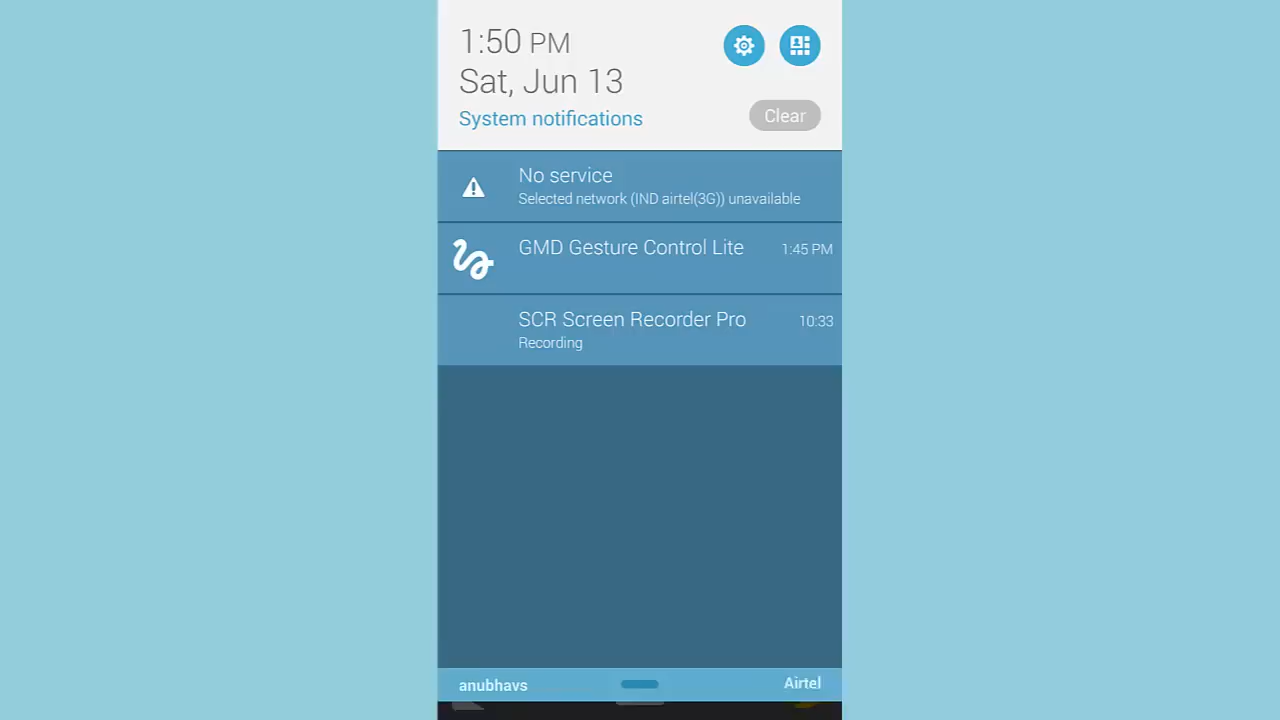 1:50 PM
Sat, Jun 13
System notifications
Clear
No service
Selected network (IND airtel(3G)) unavailable
GMD Gesture Control Lite 1:45 PM
SCR Screen Recorder Pro 10:33
Recording
anubhavs Airtel